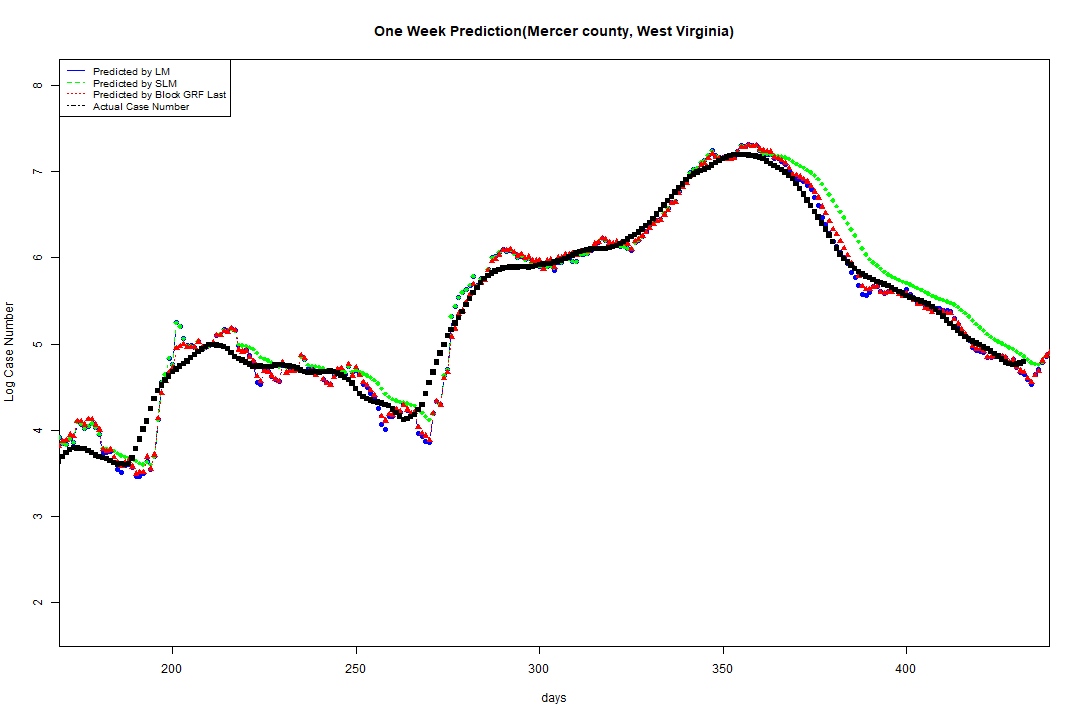 One Week Prediction(Mercer county, West Virginia)
Predicted by LM
Predicted by SLM
Predicted by Block GRF Last
Actual Case Number
Log Case Number
8
7
6
5
4
3
2
200 250 300 350 400
days